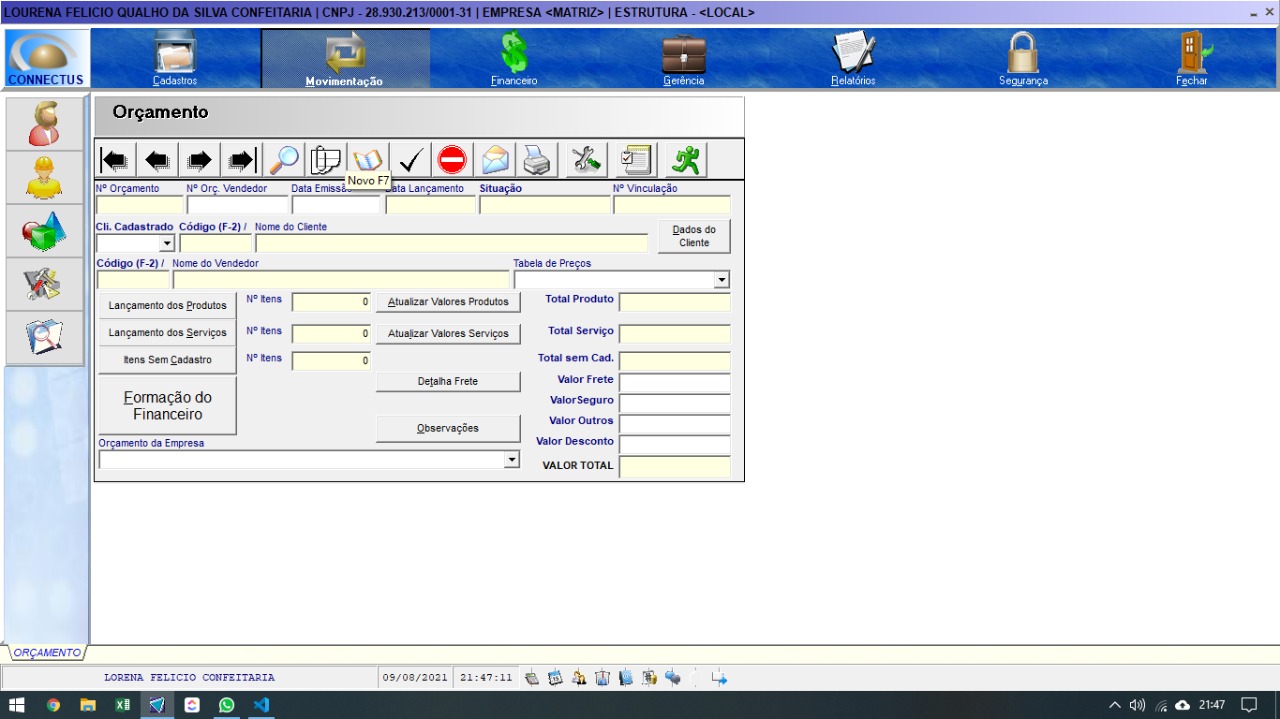 LOURENA FELICIO QUALHO DA SILVA CONFEITARIA | CNPJ - 28.930.213/0001-31 | EMPRESA <MATRIZ> | ESTRUTURA - <LOCAL>
CONNECTUS
Cadastros
Movimentação
Financeiro
Gerência
Relatórios
Segurança
Fechar
Orçamento
Novo F7
Nº Orçamento Nº Orç. Vendedor Data Emissão Data Lançamento Situação Nº Vinculação
Cli. Cadastrado Código (F-2) / Nome do Cliente
Dados do
Cliente
Código (F-2) / Nome do Vendedor Tabela de Preços
Lançamento dos Produtos Nº Itens 0 Atualizar Valores Produtos Total Produto
Lançamento dos Serviços Nº Itens 0 Atualizar Valores Serviços Total Serviço
Itens Sem Cadastro Nº Itens 0 Total sem Cad.
Detalha Frete Valor Frete
Formação do
Financeiro
ValorSeguro
Observações Valor Outros
Orçamento da Empresa Valor Desconto
VALOR TOTAL
ORÇAMENTO
LORENA FELICIO CONFEITARIA 09/08/2021 21:47:11
21:47